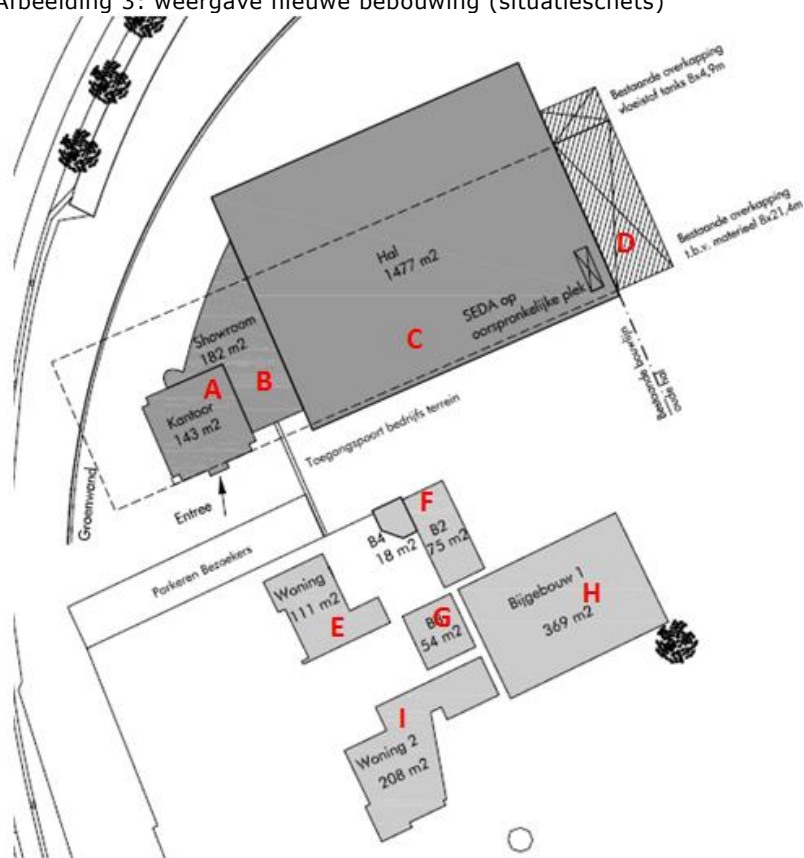 Afbeelding 3: weergave nieuwe bebouwing (situatieschets)
Bestaande overkapping
vloeistof tanks 8x4,9m
Bestaande overkapping
t.b.v. materieel 8x21,4m
D
Hal
1477 m2
SEDA op
oorspronkelijke plek
C
Showroom
182 m2
B
A
Kantoor
143 m2
Bestaande bouwlijn
oude hal
Toegangspoort bedrijfs terrein
Groenwand
Entree
Parkeren Bezoekers
F
B4
18 m2
B2
75 m2
Woning
111 m2
E
G
54 m2
Bijgebouw 1
369 m2
H
I
Woning 2
208 m2